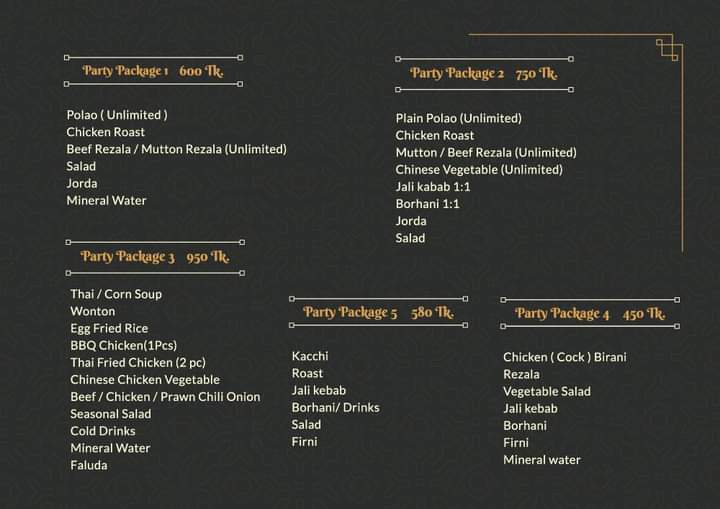 Party Package 1 600 Tk.
Polao ( Unlimited )
Chicken Roast
Beef Rezala / Mutton Rezala (Unlimited)
Salad
Jorda
Mineral Water
Party Package 2 750 Tk.
Plain Polao (Unlimited)
Chicken Roast
Mutton / Beef Rezala (Unlimited)
Chinese Vegetable (Unlimited)
Jali kabab 1:1
Borhani 1:1
Jorda
Salad
Party Package 3 950 Tk.
Thai / Corn Soup
Wonton
Egg Fried Rice
BBQ Chicken(1Pcs)
Thai Fried Chicken (2 pc)
Chinese Chicken Vegetable
Beef / Chicken / Prawn Chili Onion
Seasonal Salad
Cold Drinks
Mineral Water
Faluda
Party Package 5 580 Tk.
Kacchi
Roast
Jali kebab
Borhani/ Drinks
Salad
Firni
Party Package 4 450 Tk.
Chicken ( Cock ) Birani
Rezala
Vegetable Salad
Jali kebab
Borhani
Firni
Mineral water